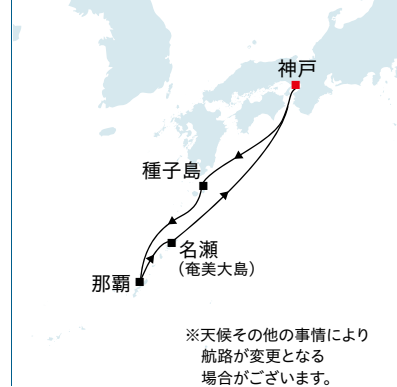 神戸
種子島
名瀬
(奄美大島)
那覇
※天候その他の事情により
航路が変更となる
場合がございます。